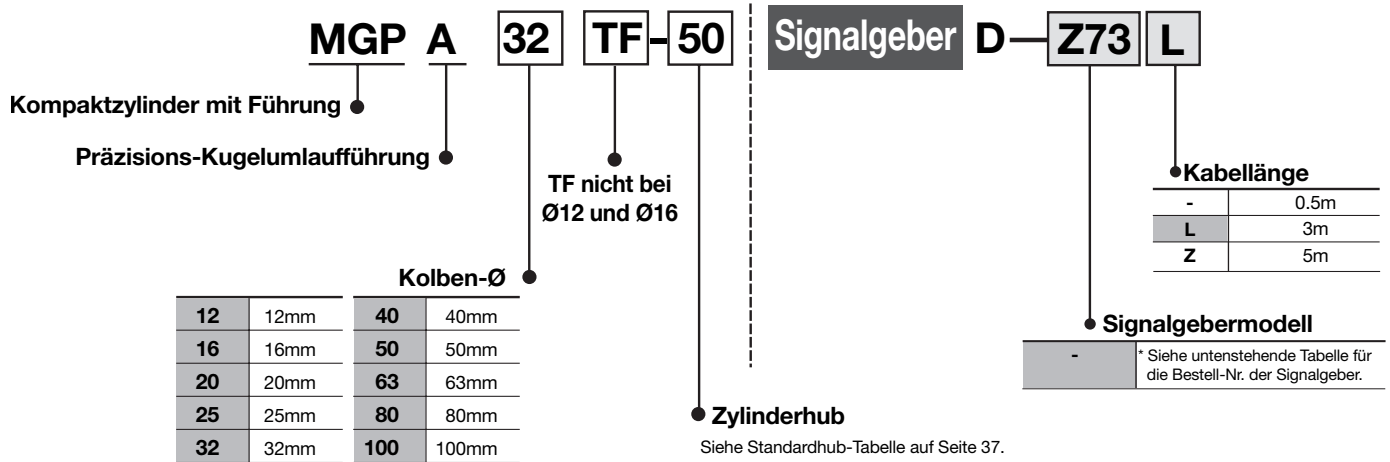 MGP A 32 TF-50 Signalgeber D—Z73 L
Kompaktzylinder mit Führung
Präzisions-Kugelumlaufführung
TF nicht bei
Ø12 und Ø16
Kabellänge
- 0.5m
L 3m
Z 5m
Kolben-Ø
12 12mm 40 40mm
16 16mm 50 50mm
20 20mm 63 63mm
25 25mm 80 80mm
32 32mm 100 100mm
Signalgebermodell
- * Siehe untenstehende Tabelle für
die Bestell-Nr. der Signalgeber.
Zylinderhub
Siehe Standardhub-Tabelle auf Seite 37.